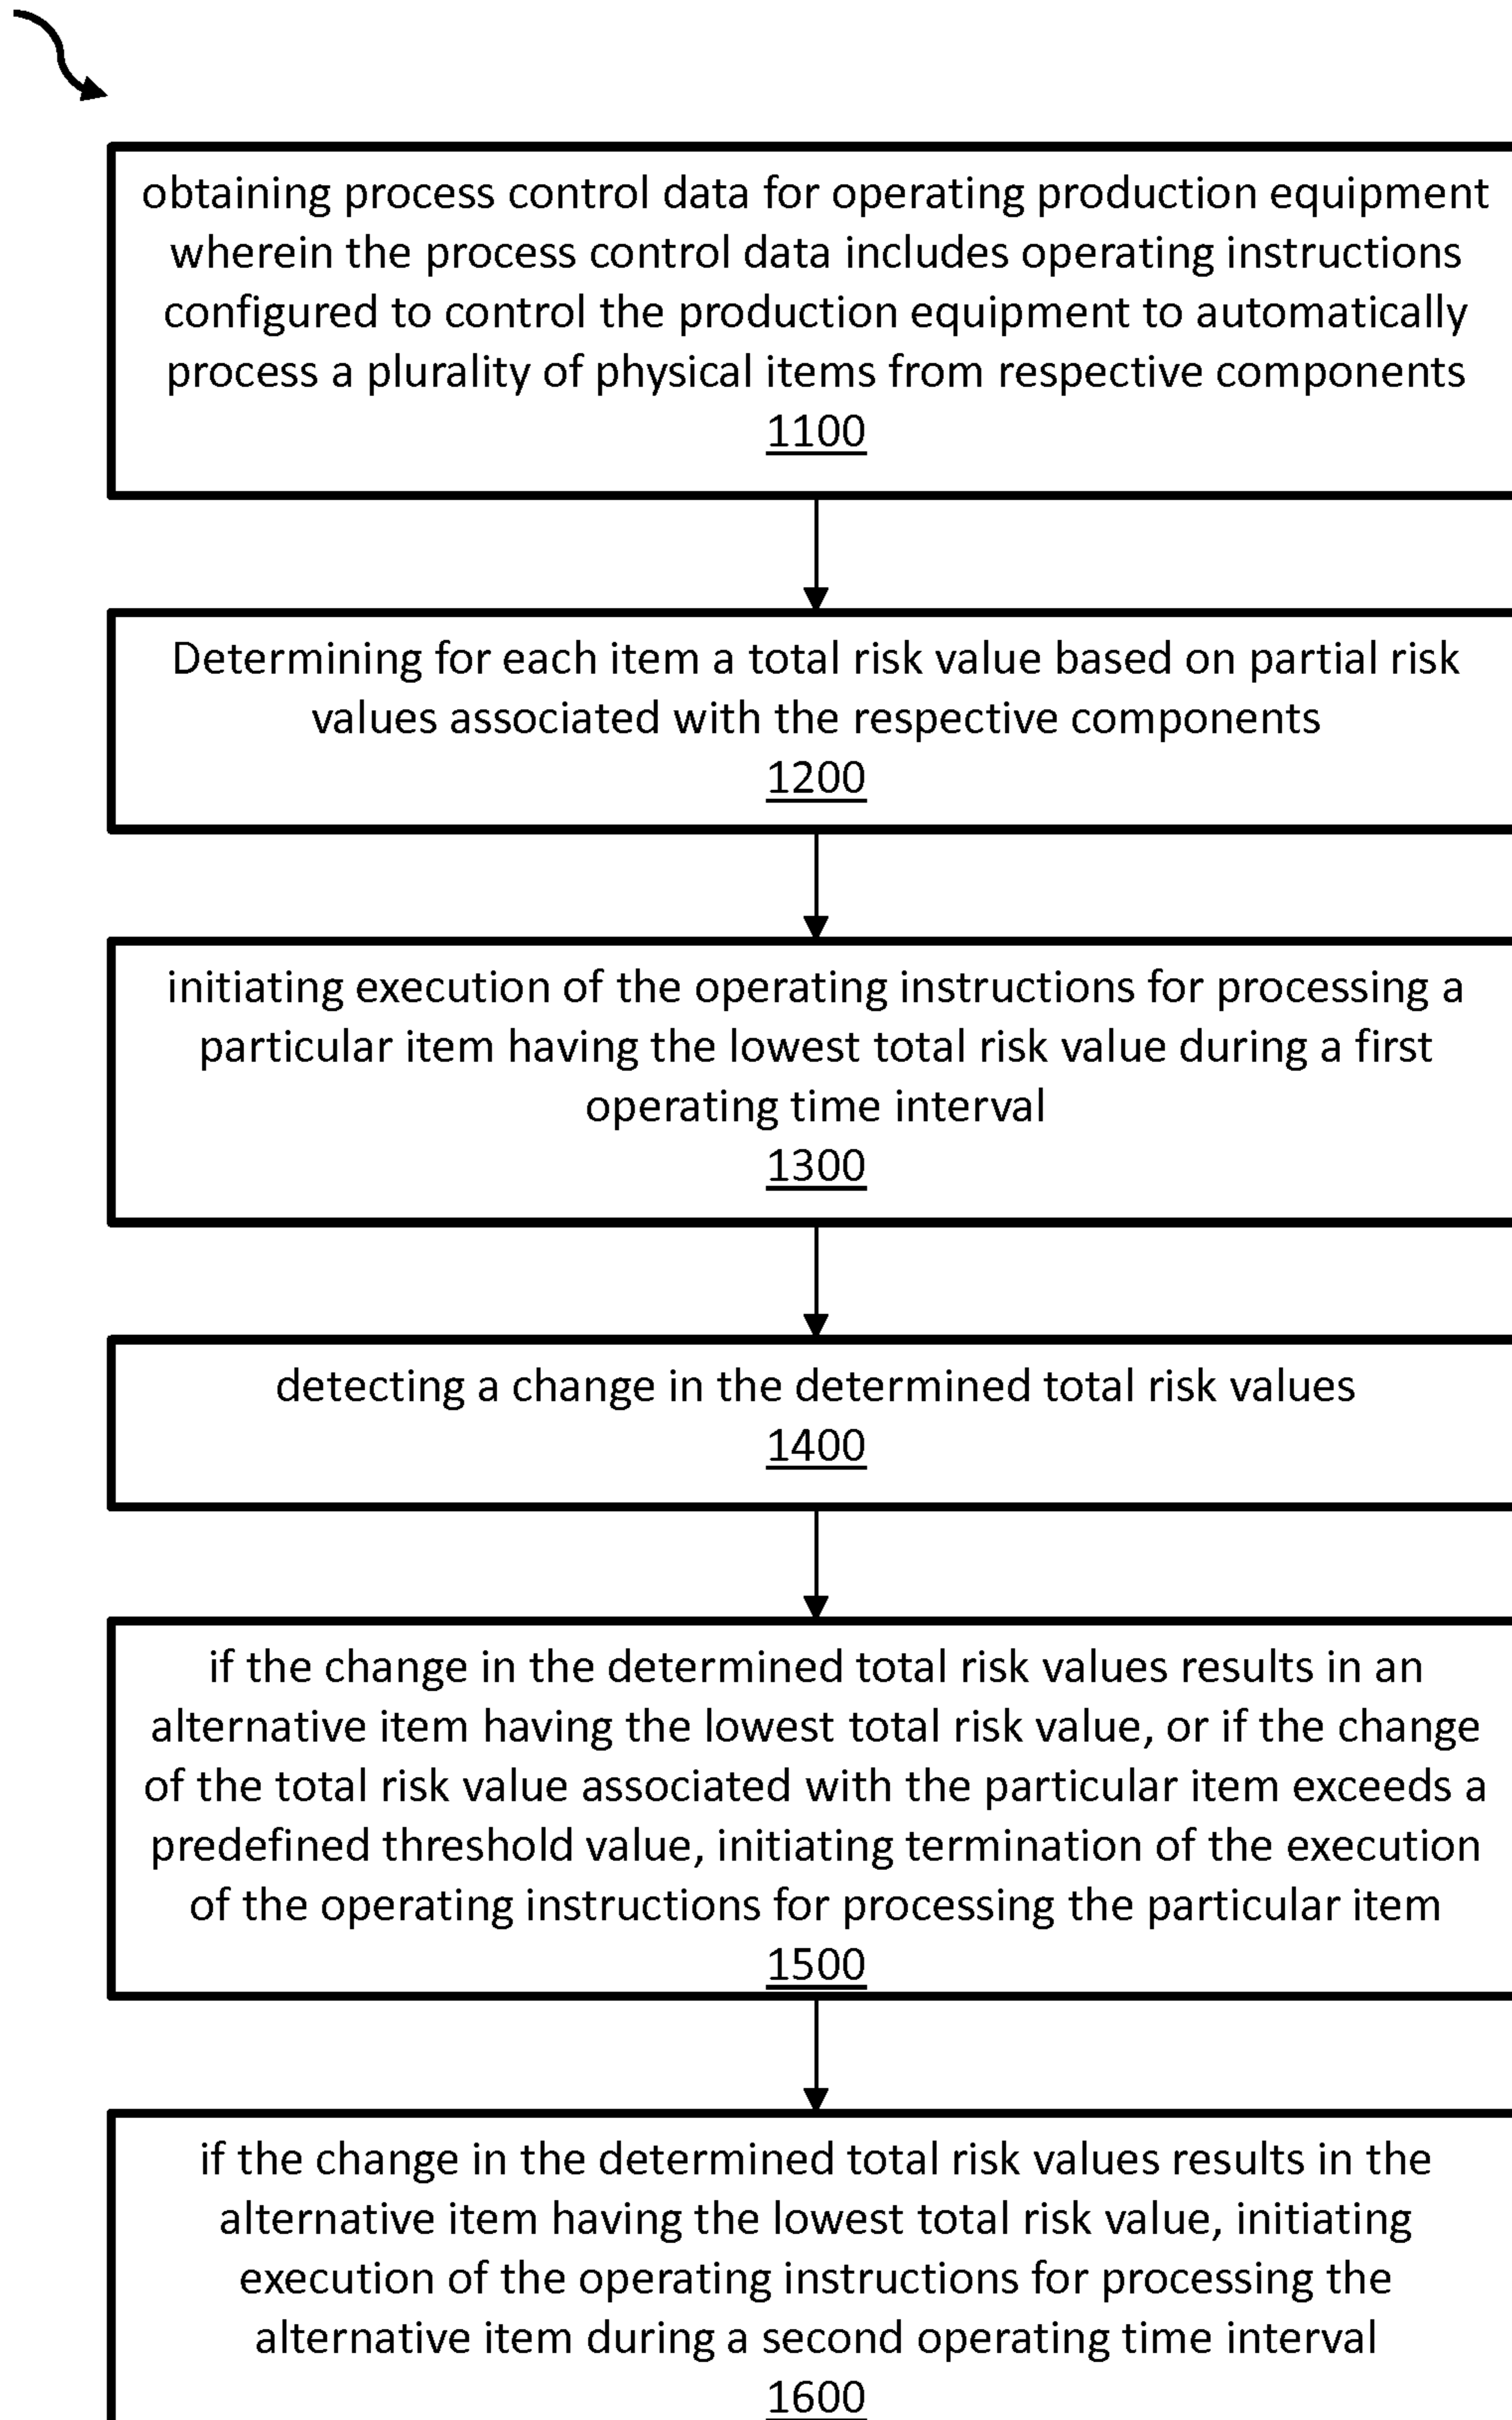 obtaining process control data for operating production equipment
wherein the process control data includes operating instructions
configured to control the production equipment to automatically
process a plurality of physical items from respective components
1100
Determining for each item a total risk value based on partial risk
values associated with the respective components
1200
initiating execution of the operating instructions for processing a
particular item having the lowest total risk value during a first
operating time interval
1300
detecting a change in the determined total risk values
1400
if the change in the determined total risk values results in an
alternative item having the lowest total risk value, or if the change
of the total risk value associated with the particular item exceeds a
predefined threshold value, initiating termination of the execution
of the operating instructions for processing the particular item
1500
if the change in the determined total risk values results in the
alternative item having the lowest total risk value, initiating
execution of the operating instructions for processing the
alternative item during a second operating time interval
1600